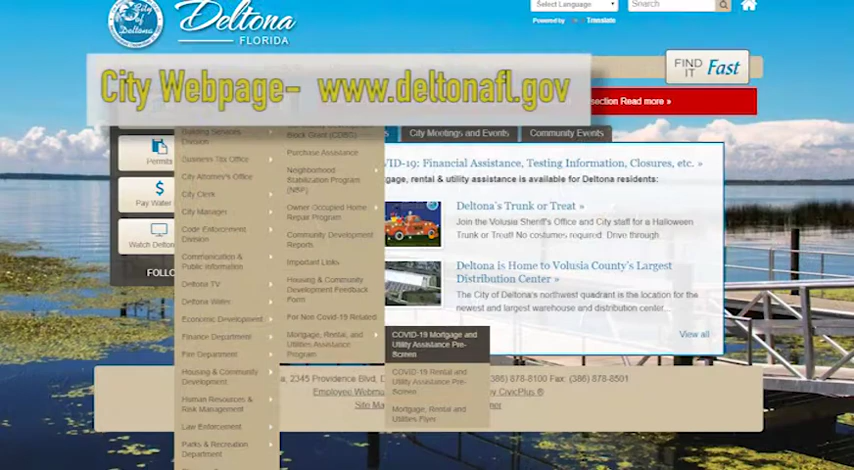 City of Deltona
Deltona
FLORIDA
Select Language
Search
Powered by
Translate
FIND IT Fast
City Webpage- www.deltonafl.gov
section Read more »
City Meetings and Events
Community Events
Permits
Pay Water
Watch Deltona
FOLLO
Building Services
Division
Business Tax Office
City Attorney's Office
City Clerk
City Manager
Code Enforcement
Division
Communication &
Public Information
Deltona TV
Deltona Water
Economic Development
Finance Department
Fire Department
Housing & Community
Development
Human Resources &
Risk Management
Law Enforcement
Parks & Recreation
Department
Block Grant (CDBG)
Purchase Assistance
Neighborhood
Stabilization Program
(NSP)
Owner Occupied Home
Repair Program
Community Development
Reports
Important Links
Housing & Community
Development Feedback
Form
For Non Covid-19 Related
Mortgage, Rental, and
Utilities Assistance
Program
COVID-19 Mortgage and
Utility Assistance Pre-
Screen
COVID-19 Rental and
Utility Assistance Pre-
Screen
Mortgage, Rental and
Utilities Flyer
VID-19: Financial Assistance, Testing Information, Closures, etc. »
gage, rental & utility assistance is available for Deltona residents:
Deltona's Trunk or Treat »
Join the Volusia Sheriff's Office and City staff for a Halloween
Trunk or Treat! No costumes required. Drive through
Deltona is Home to Volusia County's Largest
Distribution Center »
The City of Deltona's northwest quadrant is the location for the
newest and largest warehouse and distribution center...
View all
a, 2345 Providence Blvd, D
(386) 878-8100 Fax: (386) 878-8501
Employee Webma
by CivicPlus ®
Site Ma